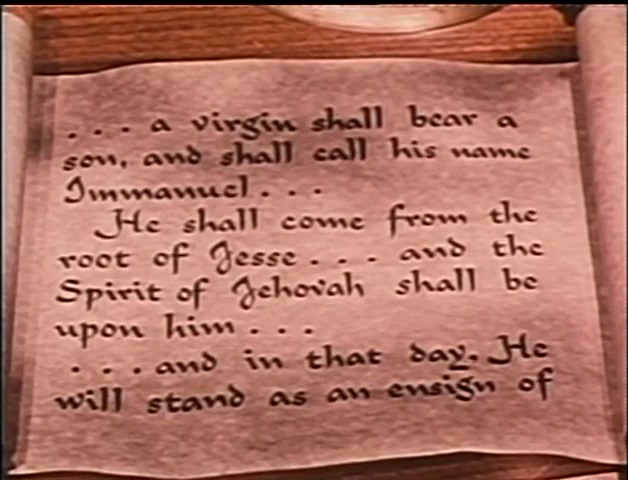 . . . a virgin shall bear a
son, and shall call his name
Immanuel . . .
He shall come from the
root of Jesse . . . and the
Spirit of Jehovah shall be
upon him . . .
. . . and in that day. He
will stand as an ensign of